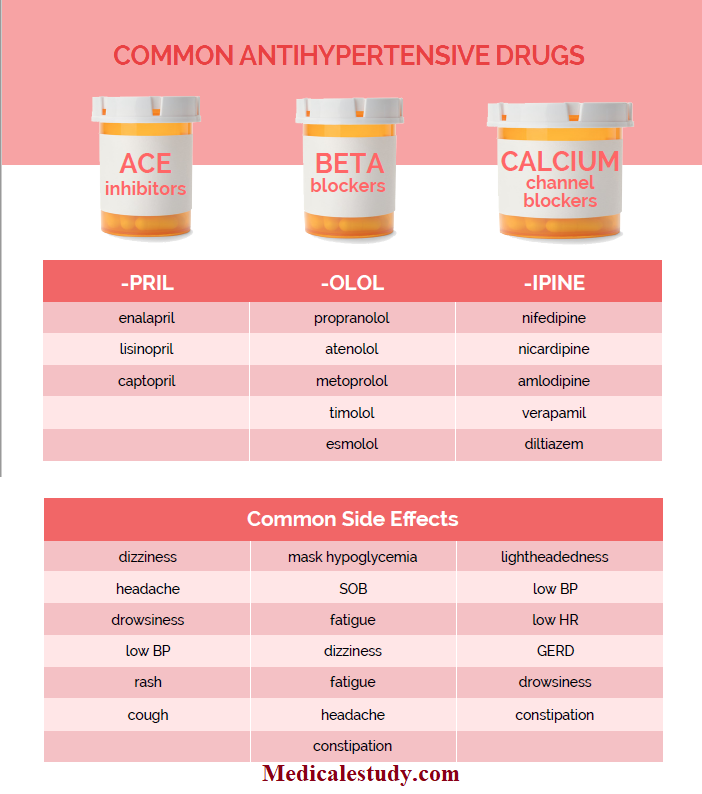 COMMON ANTIHYPERTENSIVE DRUGS
ACE
inhibitors
BETA
blockers
CALCIUM
channel
blockers
-PRIL -OLOL -IPINE
enalapril propranolol nifedipine
lisinopril atenolol nicardipine
captopril metoprolol amlodipine
timolol verapamil
esmolol diltiazem
Common Side Effects
dizziness mask hypoglycemia lightheadedness
headache SOB low BP
drowsiness fatigue low HR
low BP dizziness GERD
rash fatigue drowsiness
cough headache constipation
constipation
Medicalestudy.com